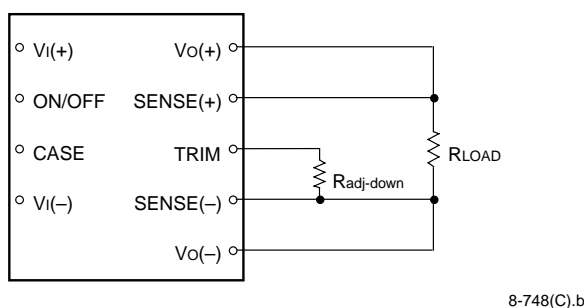 VI(+) VO(+)
ON/OFF SENSE(+)
CASE TRIM
RLOAD
Radj-down
VI(–) SENSE(–)
VO(–)
8-748(C).b